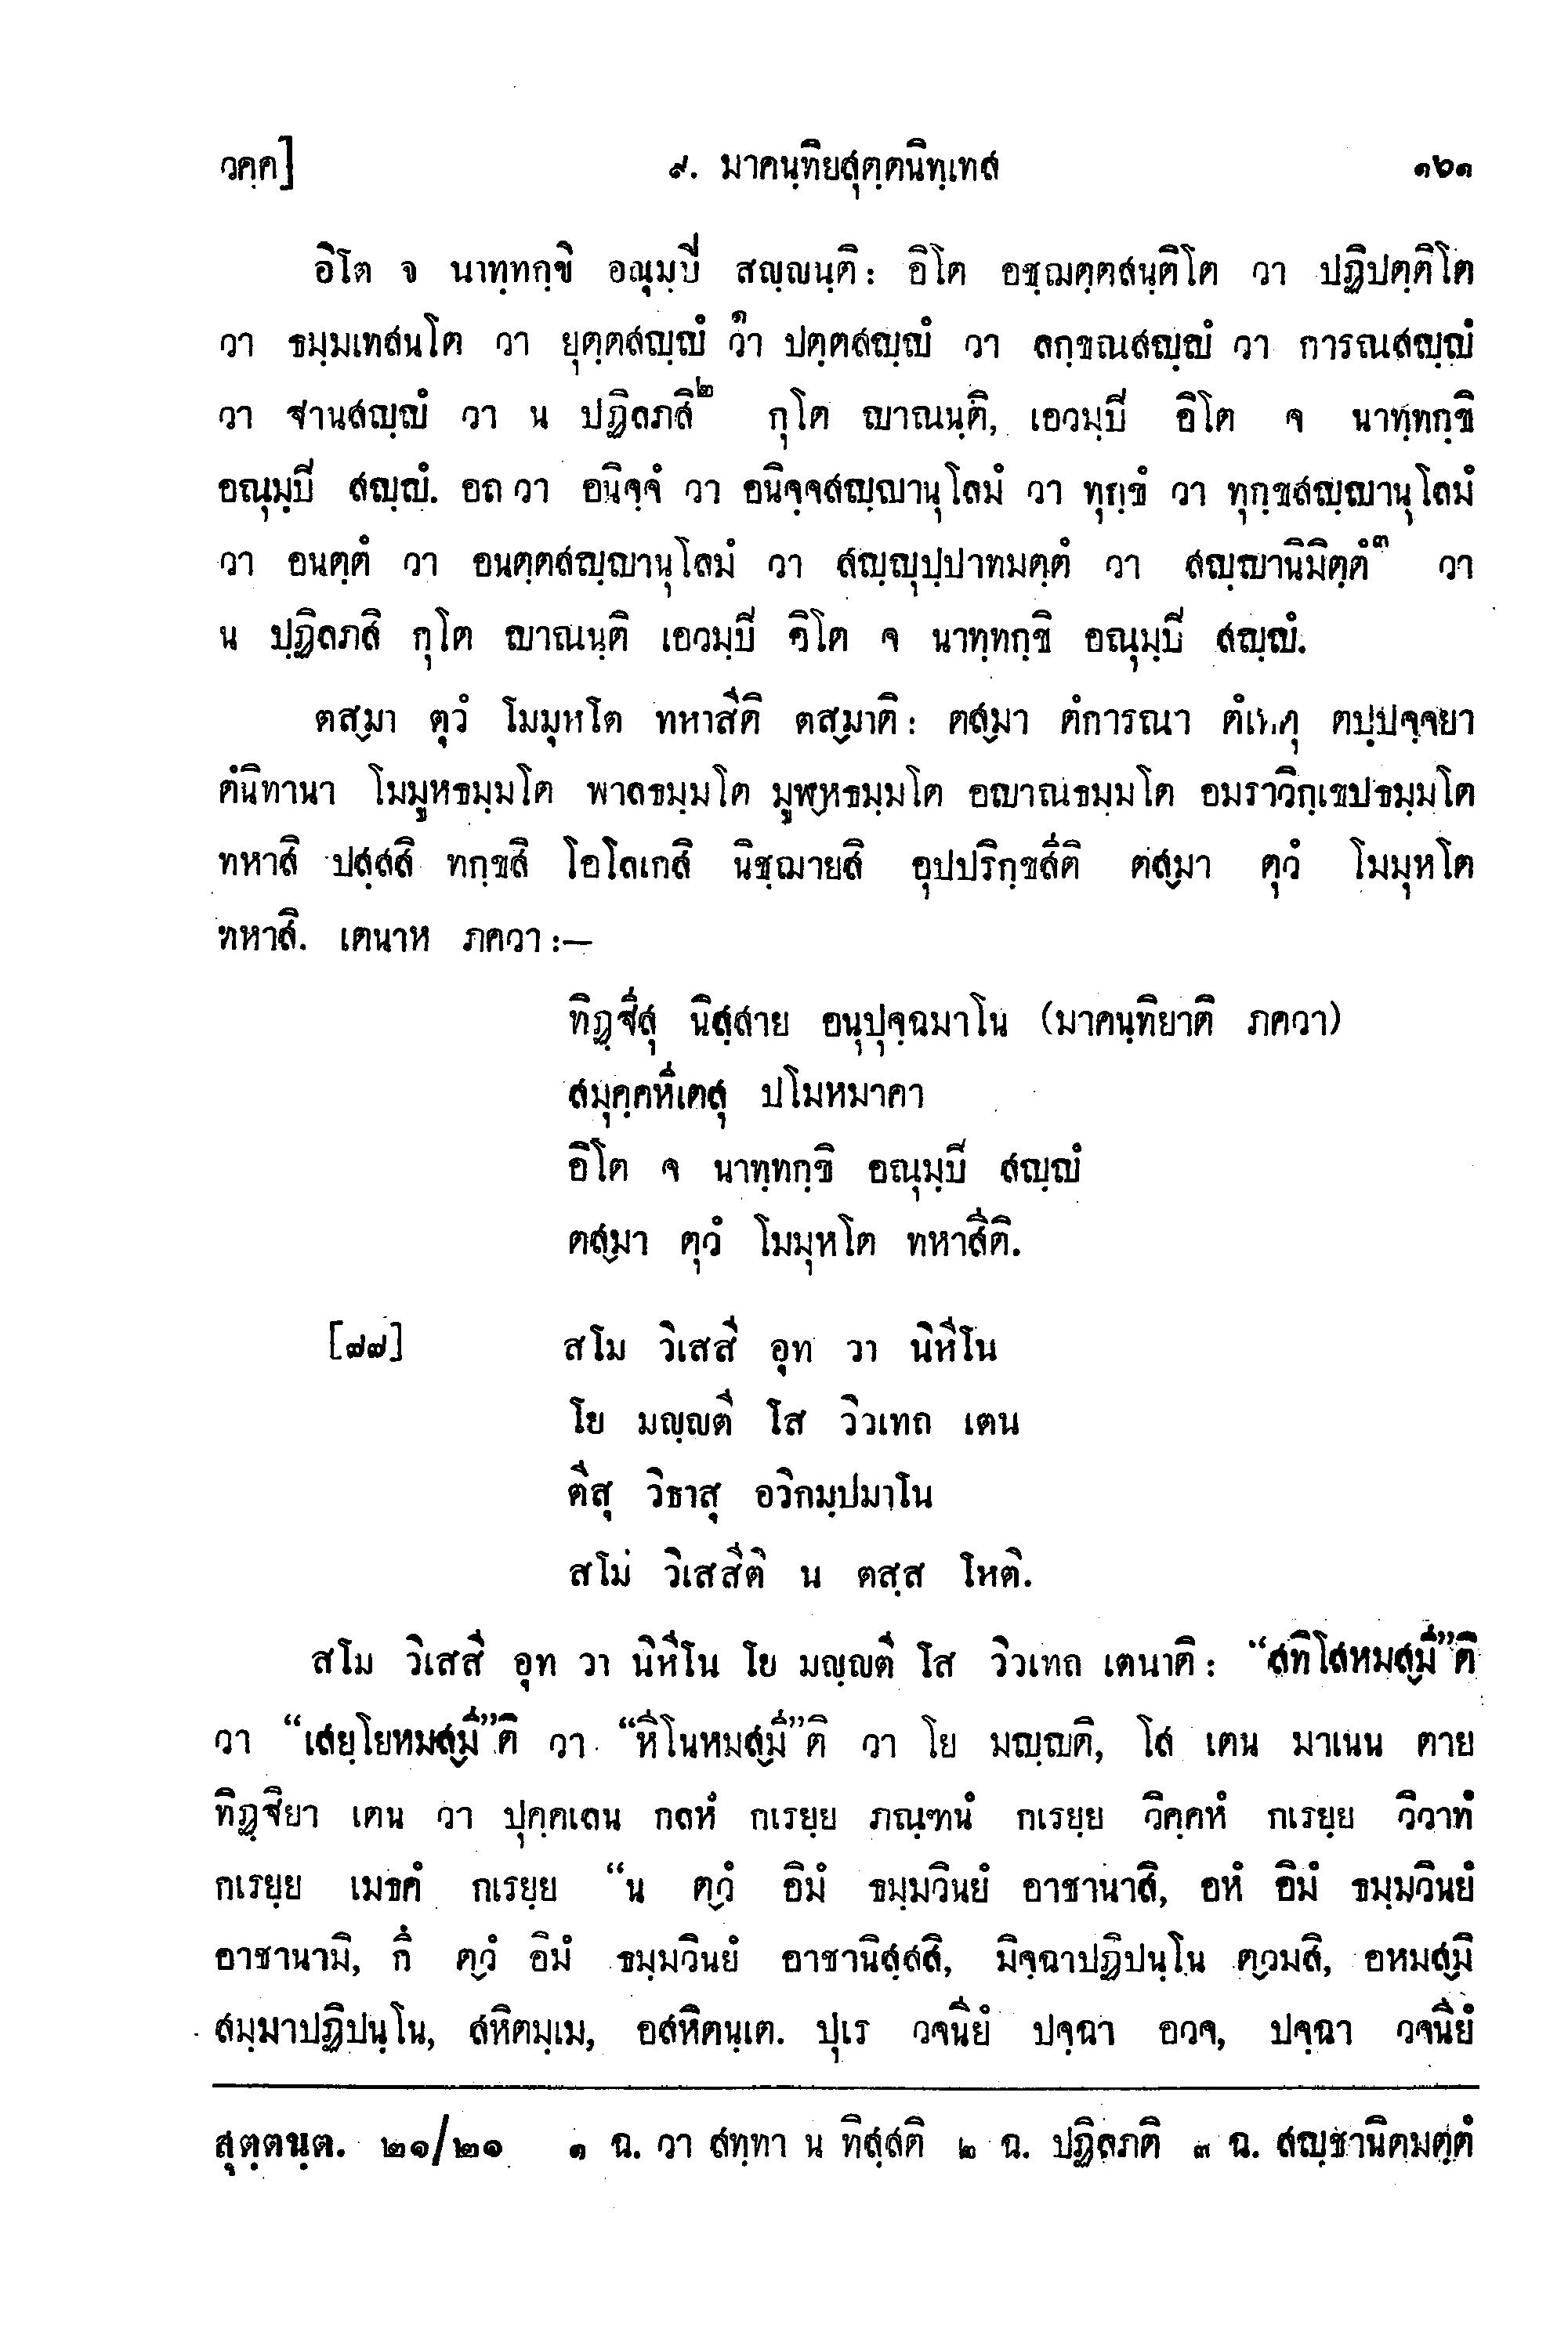 วคฺค]	๙. มาคนฺทิยสุตฺตนิทฺเทส	๑๖๑
อิโต จ นาทฺทกฺขิ อณุมฺปิ สญฺญนฺติ: อิโต อชฺฌตฺตสนฺติโต วา ปฏิปตฺติโต
วา ธมฺมเทสนโต วา ยุตฺตสญฺญํ วา๑ ปตฺตสญฺญํ วา ลกฺขณสญฺญํ วา การณสญฺญํ
วา ฐานสญฺญํ วา น ปฏิลภสิ๒ กุโต ญาณนฺติ, เอวมฺปิ อิโต จ นาทฺทกฺขิ
อณุมฺปิ สญฺญํ. อถ วา อนิจฺจํ วา อนิจฺจสญฺญานุโลมํ วา ทุกฺขํ วา ทุกฺขสญฺญานุโลมํ
วา อนตฺตํ วา อนตฺตสญฺญานุโลมํ วา สญฺญุปฺปาทมตฺตํ วา สญฺญานิมิตฺตํ๓ วา
น ปฏิลภสิ กุโต ญาณนฺติ เอวมฺปิ อิโต จ นาทฺทกฺขิ อณุมฺปิ สญฺญํ.
ตสฺมา ตุวํ โมมุหโต ทหาสีติ ตสฺมาติ: ตสฺมา ตํการณา ตํเหตุ ตปฺปจฺจยา
ตํนิทานา โมมูหธมฺมโต พาลธมฺมโต มูฬฺหธมฺมโต อญาณธมฺมโต อมราวิกฺเขปธมฺมโต
ทหาสิ ปสฺสสิ ทกฺขสิ โอโลเกสิ นิชฺฌายสิ อุปปริกฺขสีติ ตสฺมา ตุวํ โมมุหโต
ทหาสิ. เตนาห ภควา :—
ทิฏฺฐีสุ นิสฺสาย อนุปุจฺฉมาโน (มาคนฺทิยาติ ภควา)
สมุคฺคหีเตสุ ปโมหมาคา
อิโต จ นาทฺทกฺขิ อณุมฺปิ สญฺญํ
ตสฺมา ตุวํ โมมุหโต ทหาสีติ.
[๗๗]	สโม วิเสสี อุท วา นิหีโน
โย มญฺญตี โส วิวเทถ เตน
ตีสุ วิธาสุ อวิกมฺปมาโน
สโม วิเสสีติ น ตสฺส โหติ.
สโม วิเสสี อุท วา นิหีโน โย มญฺญตี โส วิวเทถ เตนาติ: “สทิโสหมสฺมี”ติ
วา “เสยฺโยหมสฺมี”ติ วา “หีโนหมสฺมี”ติ วา โย มญฺญติ, โส เตน มาเนน ตาย
ทิฏฺฐิยา เตน วา ปุคฺคเลน กลหํ กเรยฺย ภณฺฑนํ กเรยฺย วิคฺคหํ กเรยฺย วิวาทํ
กเรยฺย เมธคํ กเรยฺย “น ตฺวํ อิมํ ธมฺมวินยํ อาชานาสิ, อหํ อิมํ ธมฺมวินยํ
อาชานามิ, กึ ตฺวํ อิมํ ธมฺมวินยํ อาชานิสฺสสิ, มิจฺฉาปฏิปนฺโน ตฺวมสิ, อหมสฺมิ
สมฺมาปฏิปนฺโน, สหิตมฺเม, อสหิตนฺเต. ปุเร วจนียํ ปจฺฉา อวจ, ปจฺฉา วจนียํ
สุตฺตนฺต. ๒๑/๒๑ ๑ ฉ. วา สทฺทา น ทิสฺสติ ๒ ฉ. ปฏิลภติ ๓ ฉ. สญฺชานิตมตฺตํ